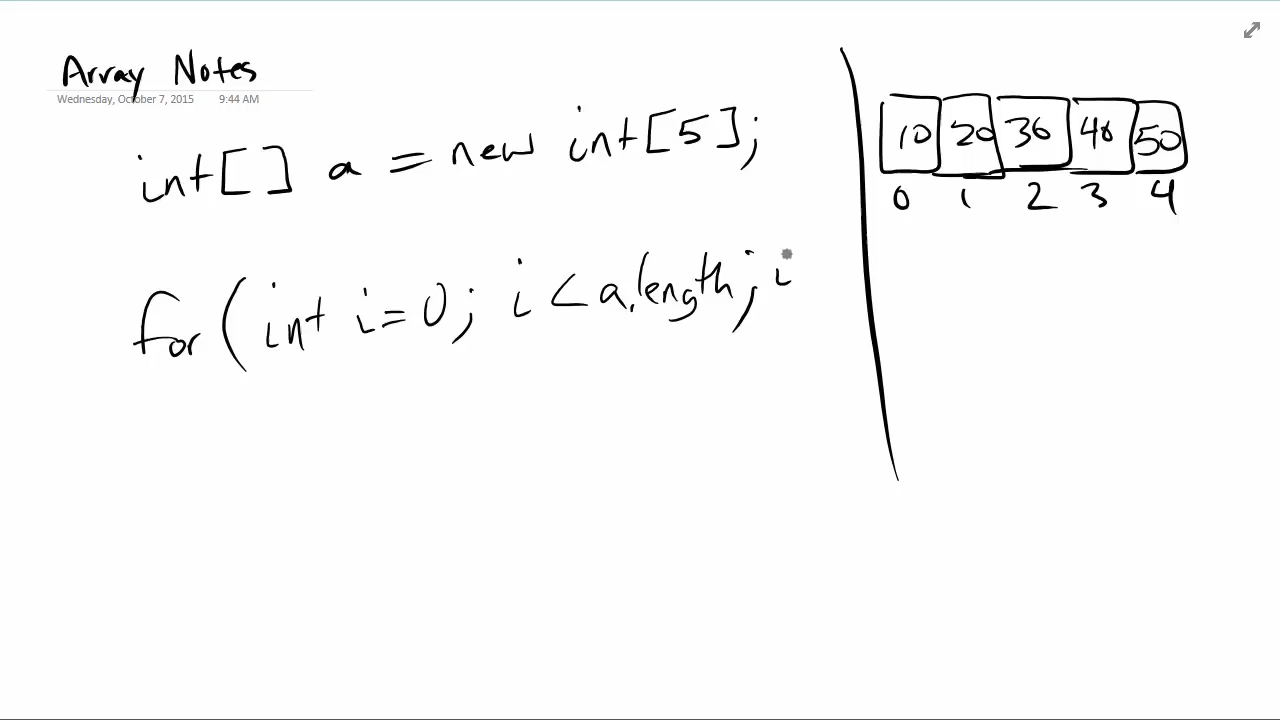 Array Notes
Wednesday, October 7, 2015 9:44 AM
int[] a = new int[5];
for(int i=0; i<a.length; i
10 20 30 40 50
0 1 2 3 4